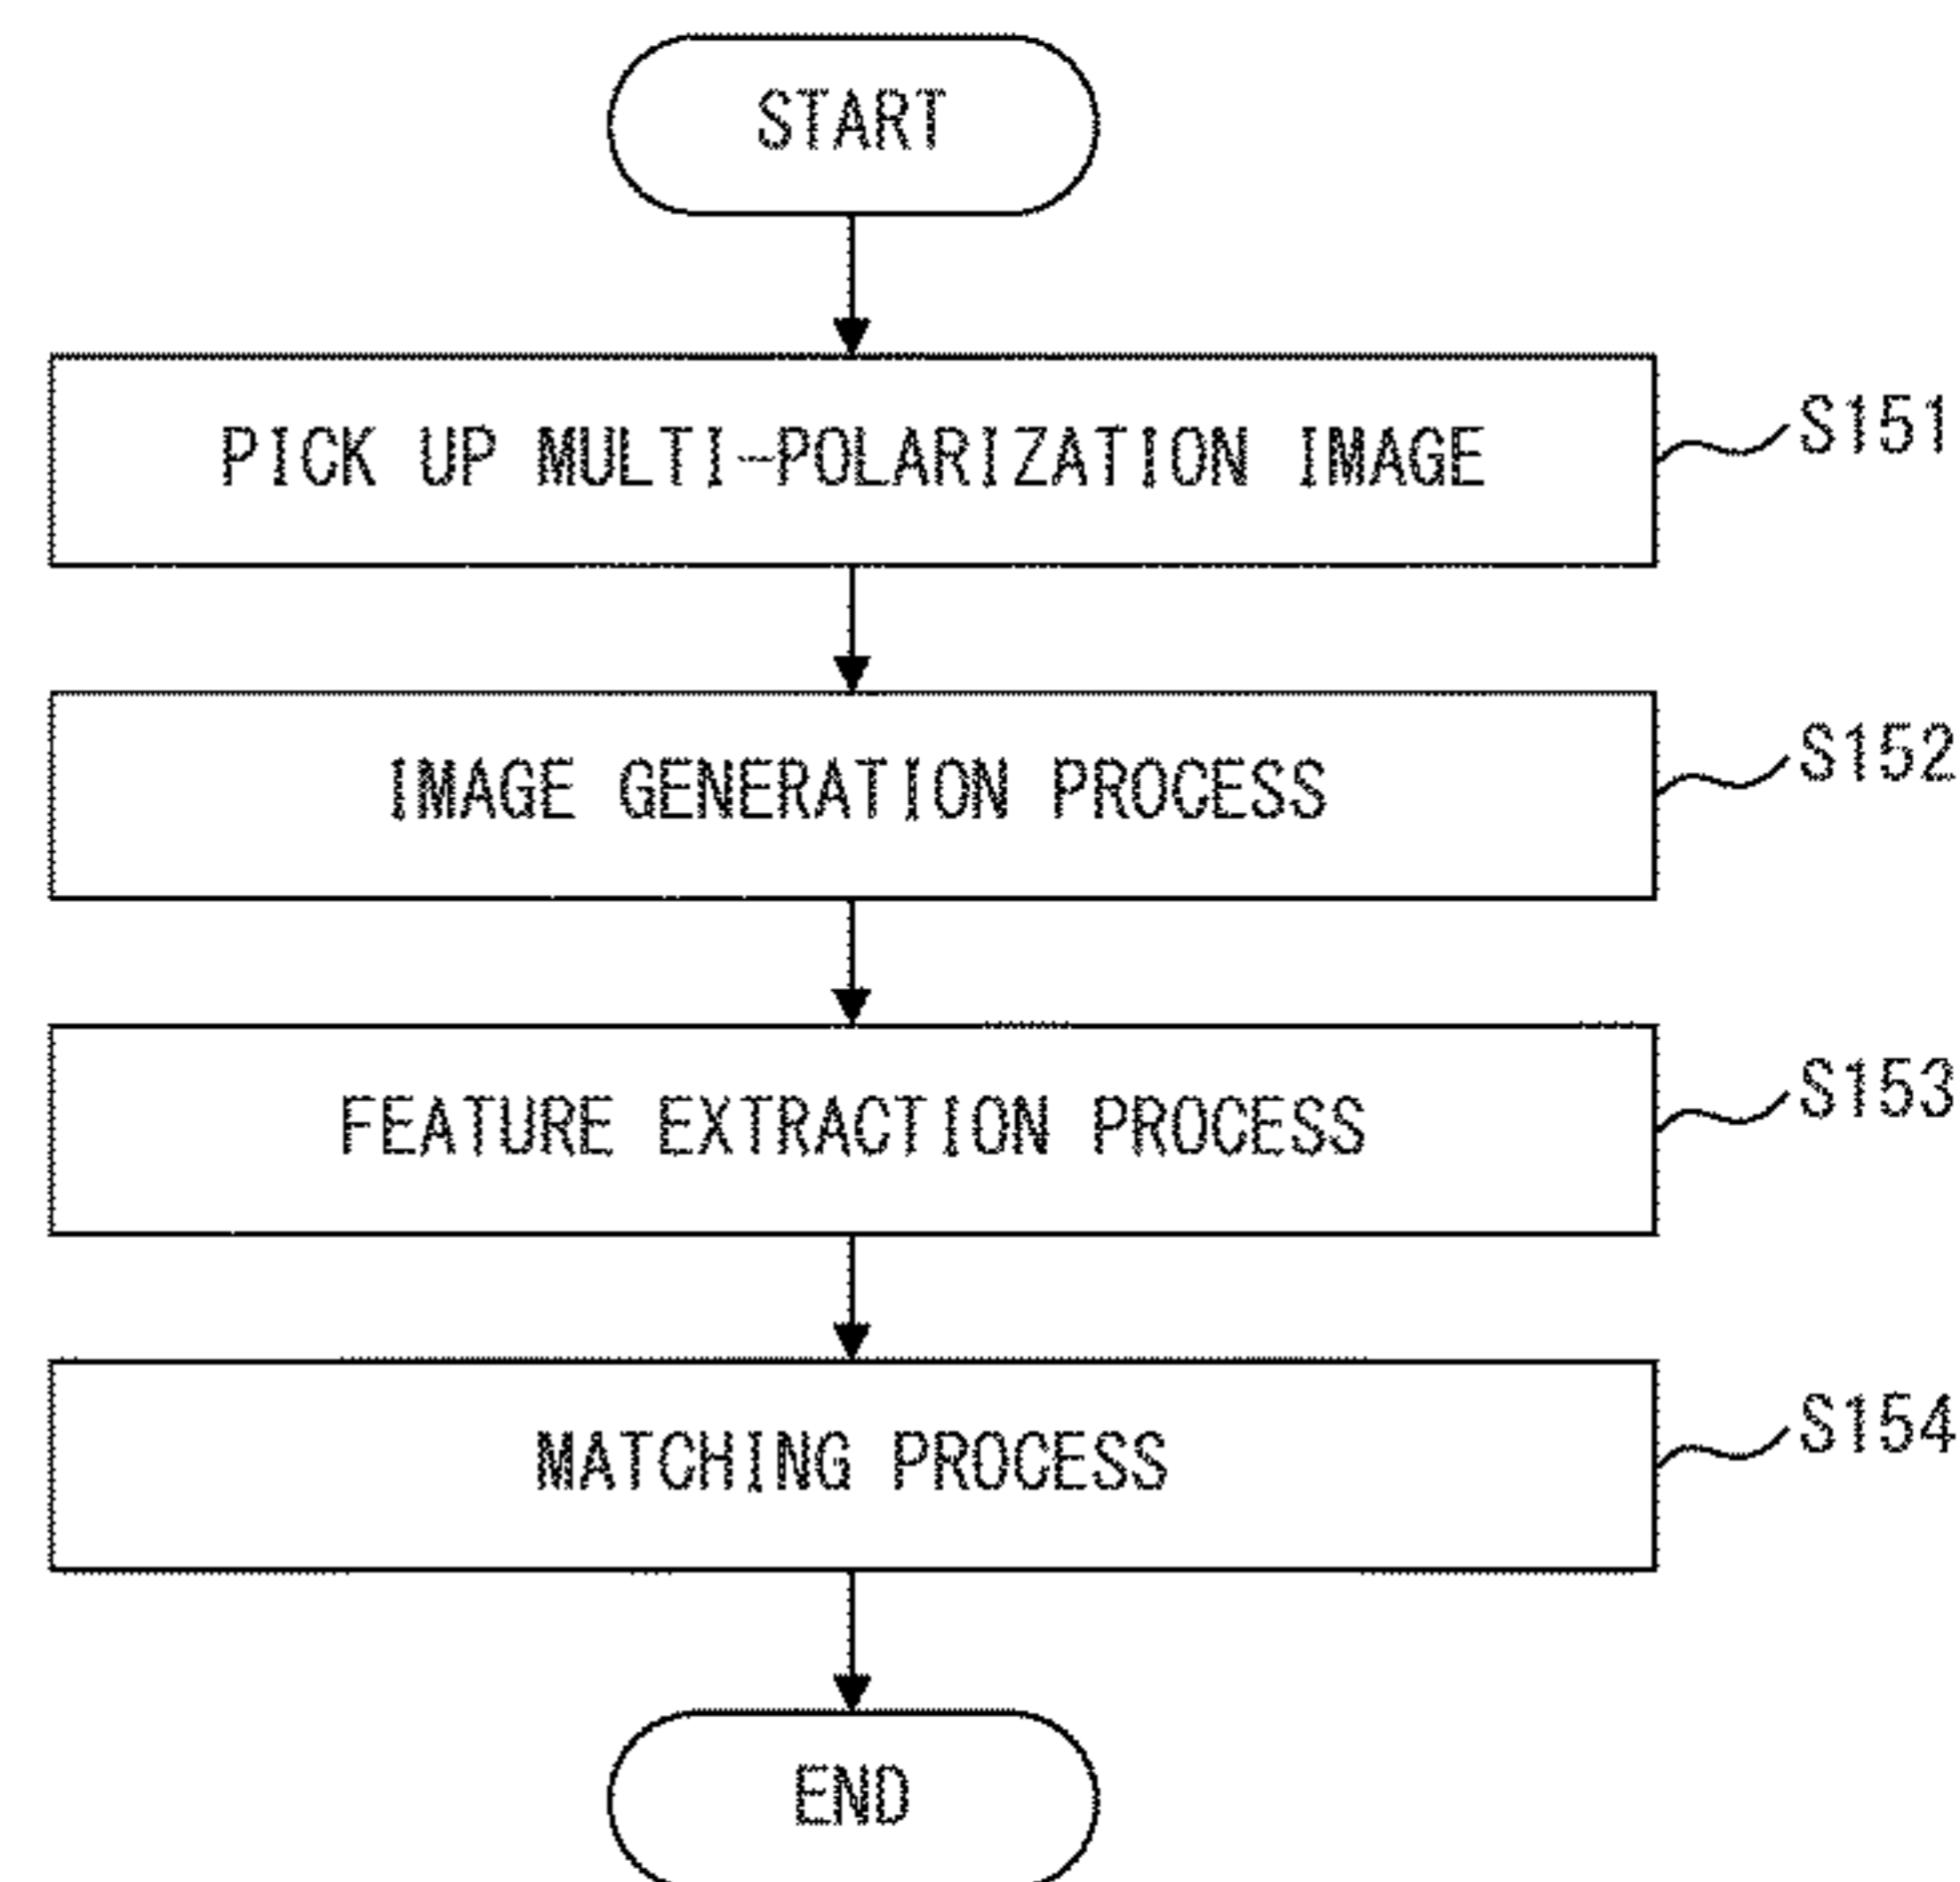 START
PICK UP MULTI-POLARIZATION IMAGE
S151
IMAGE GENERATION PROCESS
S152
FEATURE EXTRACTION PROCESS
S153
MATCHING PROCESS
S154
END